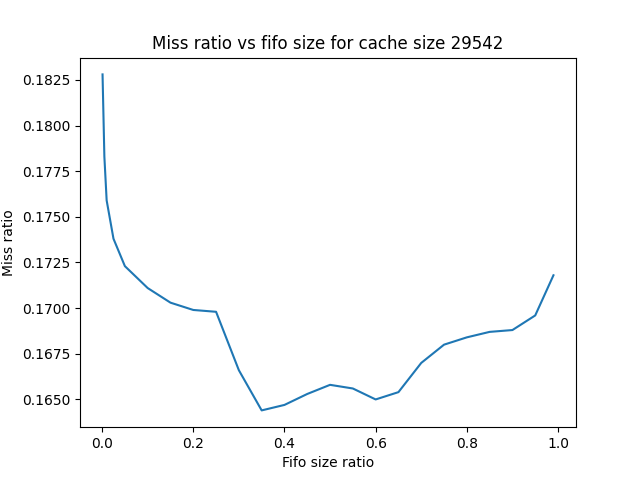 Miss ratio vs fifo size for cache size 29542
Miss ratio
0.1825
0.1800
0.1775
0.1750
0.1725
0.1700
0.1675
0.1650
0.0 0.2 0.4 0.6 0.8 1.0
Fifo size ratio